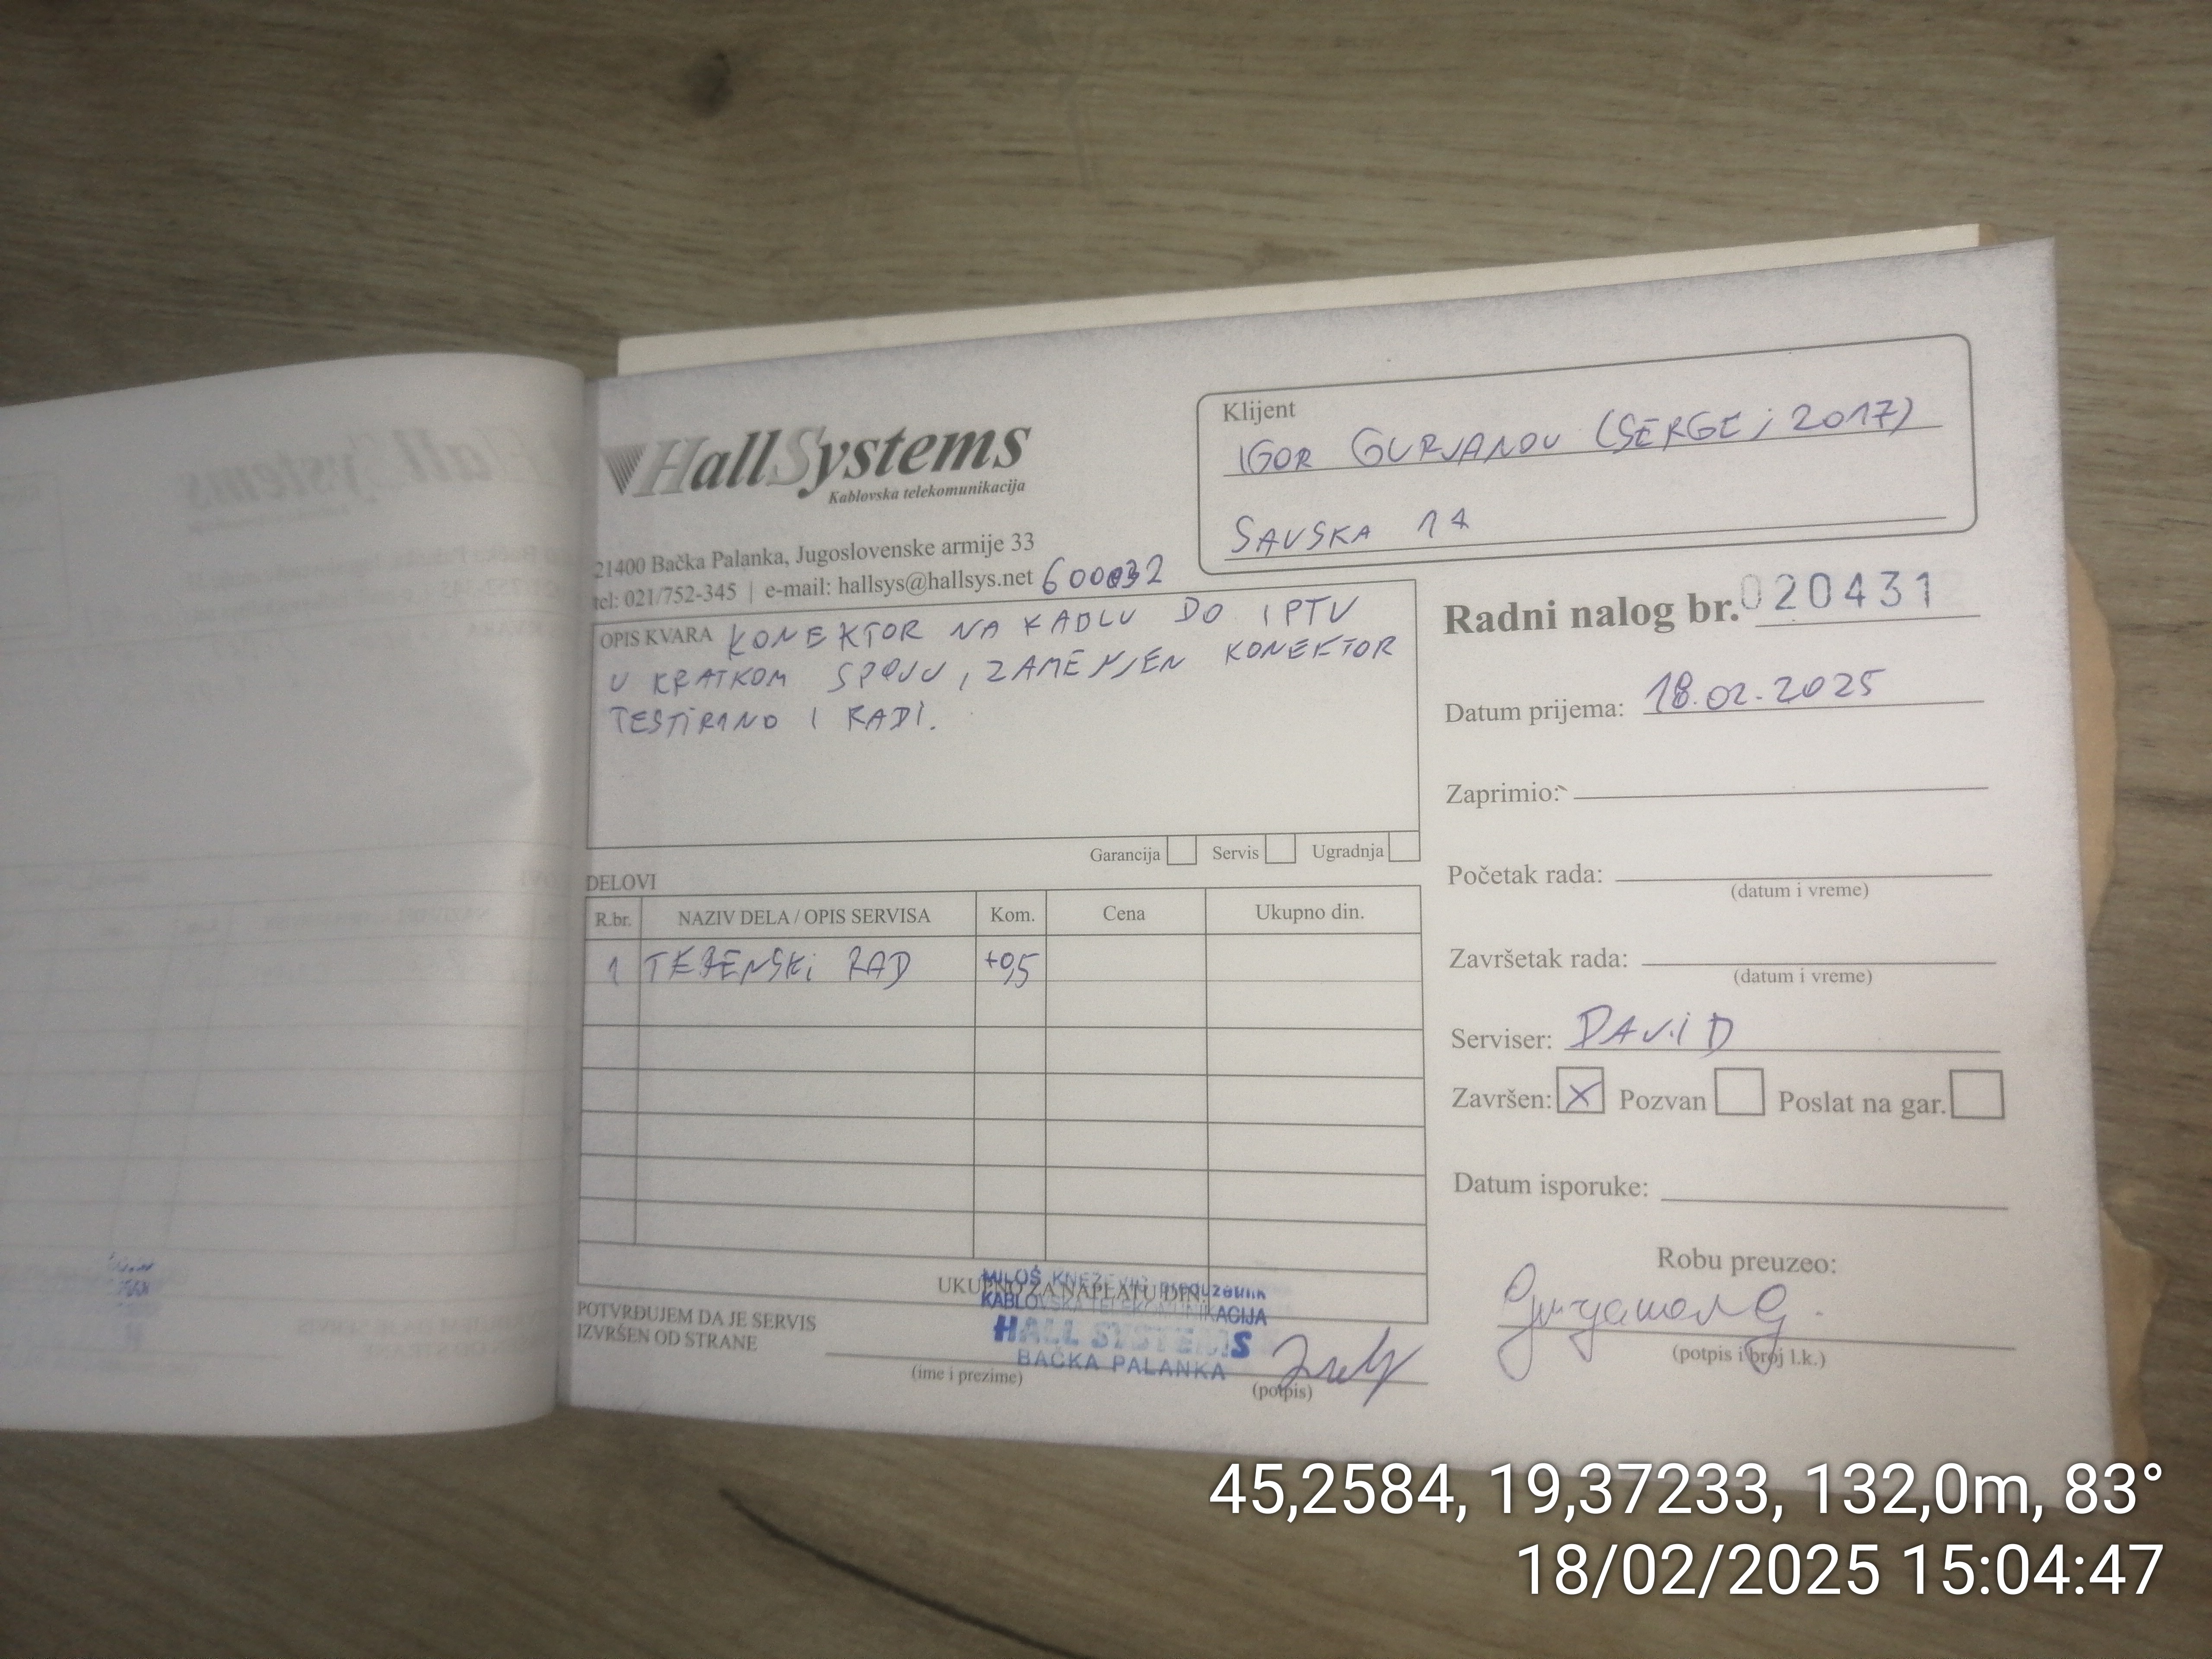 HallSystems
Kablovska telekomunikacija
21400 Bačka Palanka, Jugoslovenske armije 33
tel: 021/752-345 | e-mail: hallsys@hallsys.net 600032
Klijent
IGOR GURJANOV (SERGEj 2017)
SAVSKA 14
OPIS KVARA KONEKTOR NA KABLU DO IPTV
U KRATKOM SPOJU, ZAMENJEN KONEKTOR
TESTIRANO I RADI.
Garancija Servis Ugradnja
DELOVI
R.br. NAZIV DELA / OPIS SERVISA Kom. Cena Ukupno din.
1 TERENSKI RAD +0,5
UKUPNO ZA NAPLATU DIN.
MILOŠ KNEŽEVIĆ preduzetnik
KABLOVSKA TELEKOMUNIKACIJA
HALL SYSTEMS
BAČKA PALANKA
POTVRĐUJEM DA JE SERVIS
IZVRŠEN OD STRANE
(ime i prezime)
(potpis)
Radni nalog br. 020431
Datum prijema: 18.02.2025
Zaprimio:
Početak rada:
(datum i vreme)
Završetak rada:
(datum i vreme)
Serviser: DAVID
Završen: X Pozvan Poslat na gar.
Datum isporuke:
Robu preuzeo:
(potpis i broj l.k.)
45,2584, 19,37233, 132,0m, 83°
18/02/2025 15:04:47